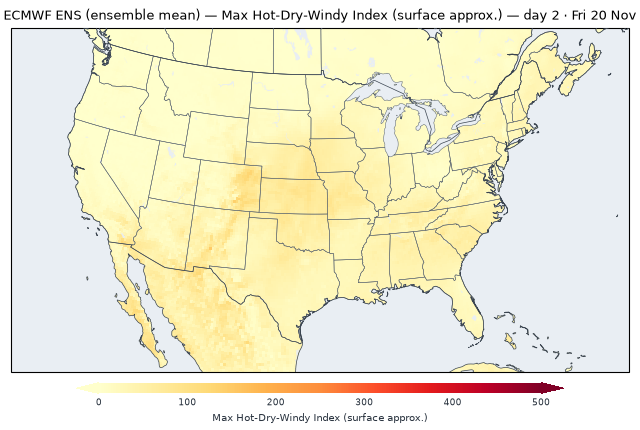 ECMWF ENS (ensemble mean) — Max Hot-Dry-Windy Index (surface approx.) — day 2 · Fri 20 Nov
0 100 200 300 400 500
Max Hot-Dry-Windy Index (surface approx.)